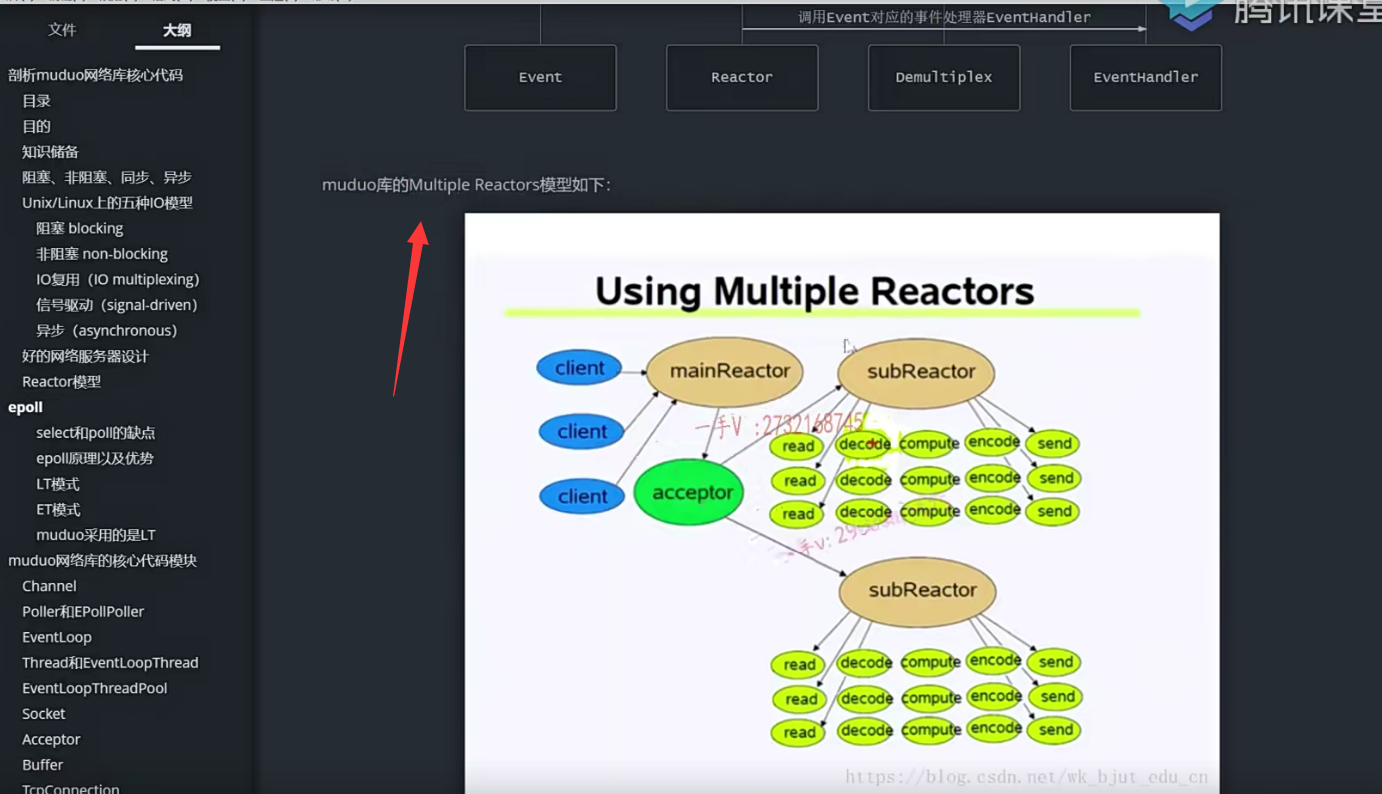 文件 大纲
剖析muduo网络库核心代码
目录
目的
知识储备
阻塞、非阻塞、同步、异步
Unix/Linux上的五种IO模型
阻塞 blocking
非阻塞 non-blocking
IO复用（IO multiplexing）
信号驱动（signal-driven）
异步（asynchronous）
好的网络服务器设计
Reactor模型
epoll
select和poll的缺点
epoll原理以及优势
LT模式
ET模式
muduo采用的是LT
muduo网络库的核心代码模块
Channel
Poller和EPollPoller
EventLoop
Thread和EventLoopThread
EventLoopThreadPool
Socket
Acceptor
Buffer
TcpConnection
调用Event对应的事件处理器EventHandler
腾讯课堂
Event Reactor Demultiplex EventHandler
muduo库的Multiple Reactors模型如下：
Using Multiple Reactors
client mainReactor subReactor
一手V :2732168745
client read decode compute encode send
client acceptor read decode compute encode send
read decode compute encode send
手v:
subReactor
read decode compute encode send
read decode compute encode send
read decode compute encode send
https://blog.csdn.net/wk_bjut_edu_cn